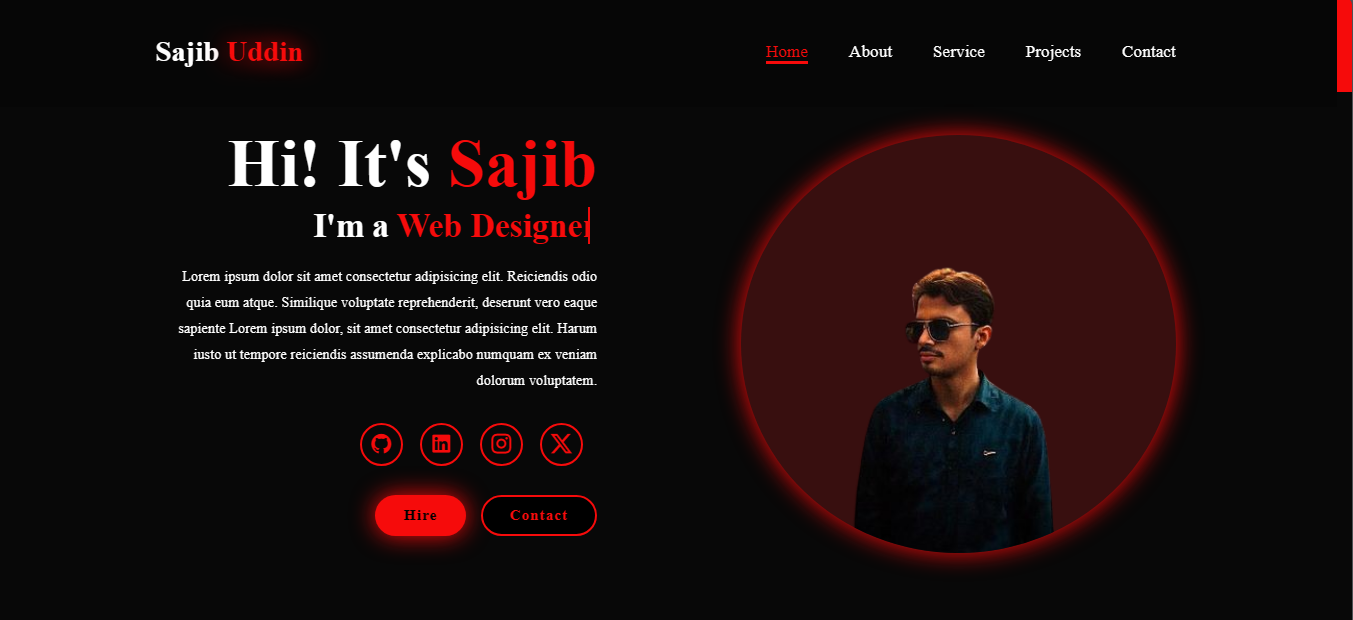 Sajib Uddin
Home About Service Projects Contact
Hi! It's Sajib
I'm a Web Designer
Lorem ipsum dolor sit amet consectetur adipisicing elit. Reiciendis odio
quia eum atque. Similique voluptate reprehenderit, deserunt vero eaque
sapiente Lorem ipsum dolor, sit amet consectetur adipisicing elit. Harum
iusto ut tempore reiciendis assumenda explicabo numquam ex veniam
dolorum voluptatem.
Hire Contact